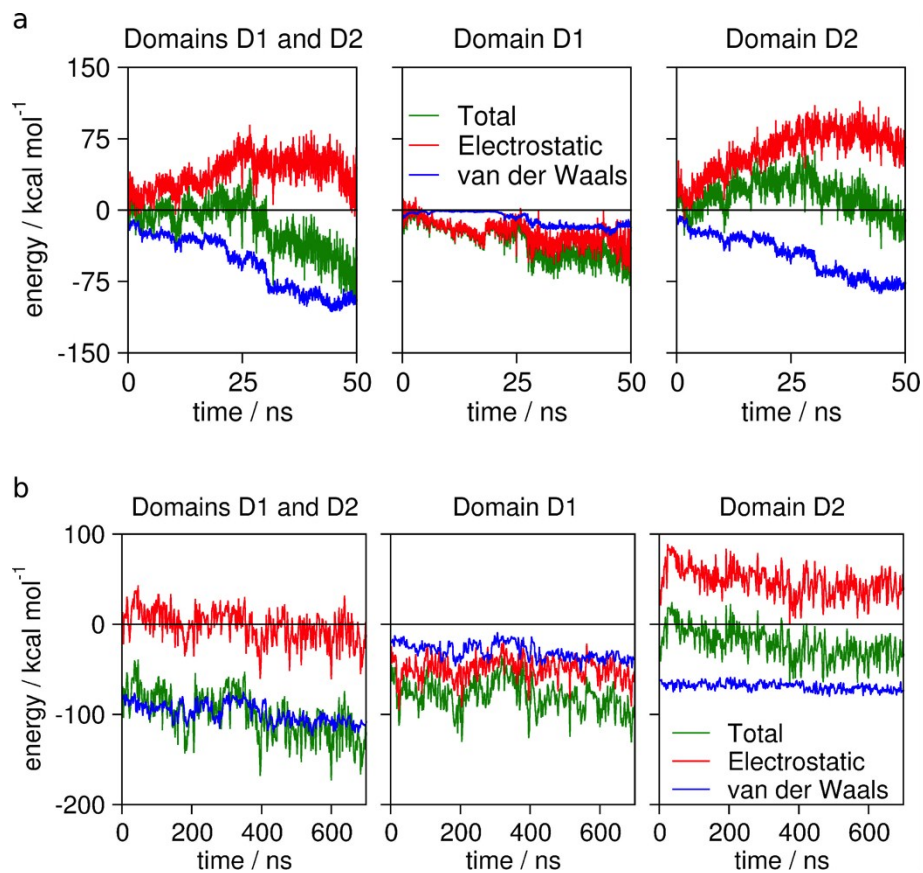 a
Domains D1 and D2
Domain D1
Domain D2
energy / kcal mol⁻¹
150
75
0
-75
-150
Total
Electrostatic
van der Waals
0 25 50
0 25 50
0 25 50
time / ns
time / ns
time / ns
b
Domains D1 and D2
Domain D1
Domain D2
energy / kcal mol⁻¹
100
0
-100
-200
Total
Electrostatic
van der Waals
0 200 400 600
0 200 400 600
0 200 400 600
time / ns
time / ns
time / ns